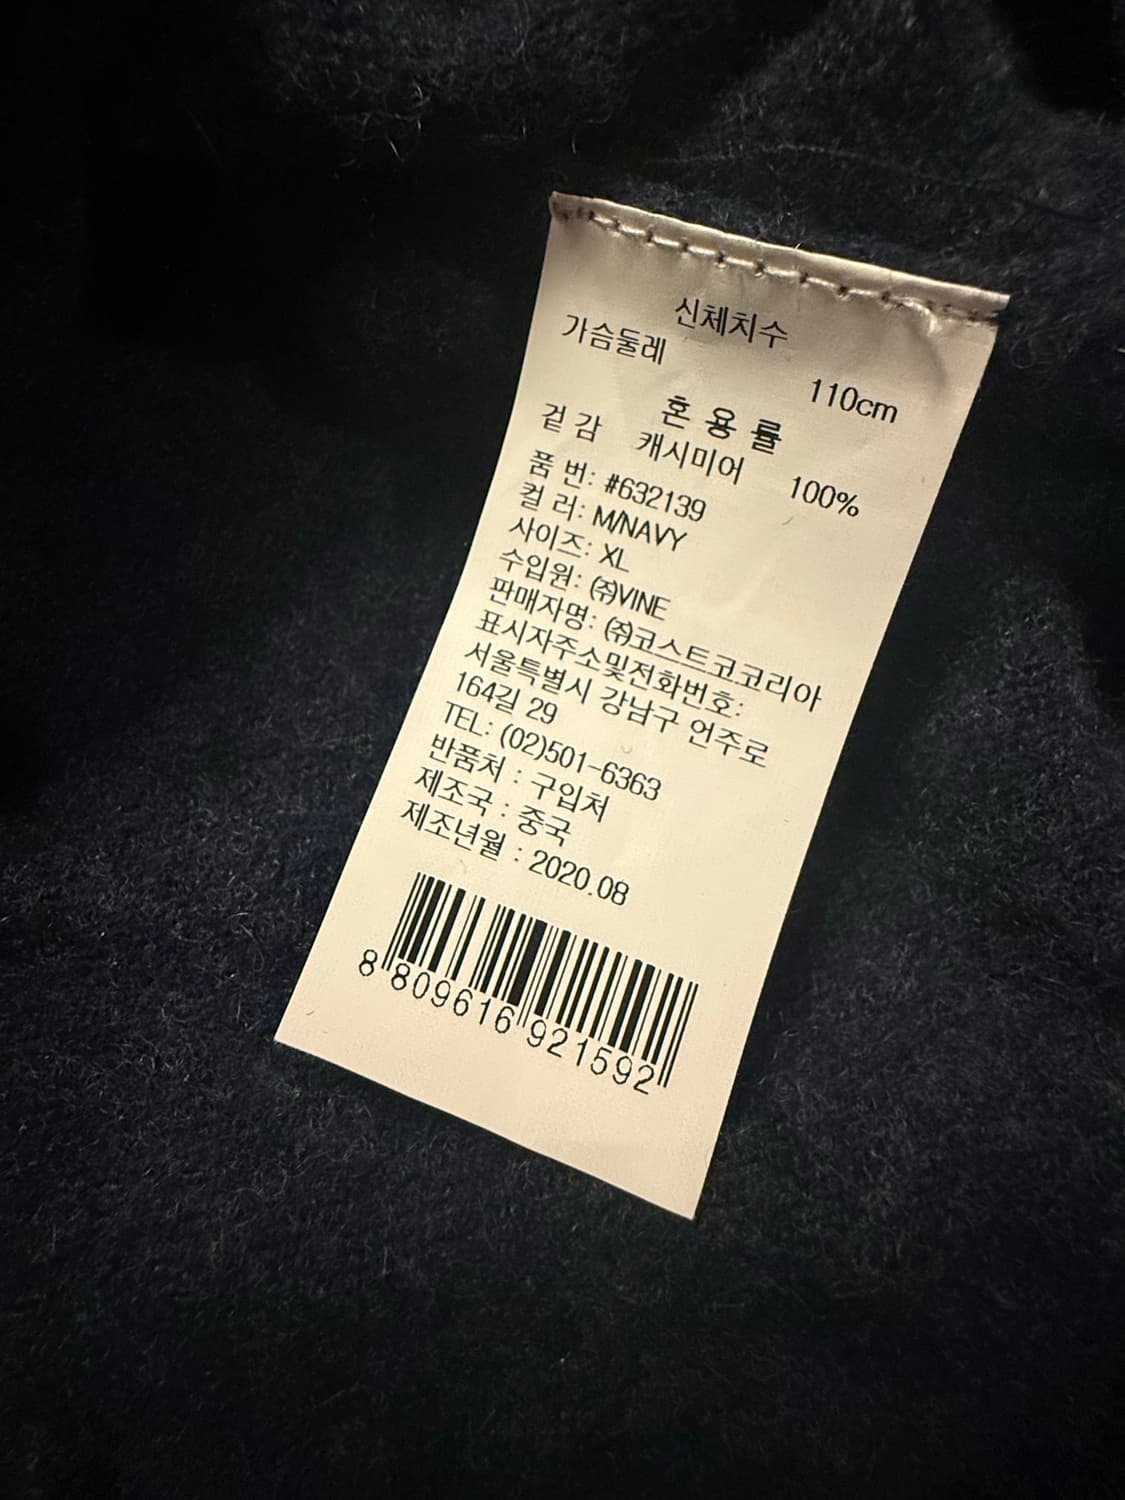 신체치수
가슴둘레 110cm
혼 용 률
겉 감 캐시미어 100%
품 번: #632139
컬 러: M/NAVY
사이즈: XL
수입원: ㈜VINE
판매자명: ㈜코스트코코리아
표시자주소및전화번호:
서울특별시 강남구 언주로
164길 29
TEL: (02)501-6363
반품처 : 구입처
제조국 : 중국
제조년월 : 2020.08
8 809616 921592